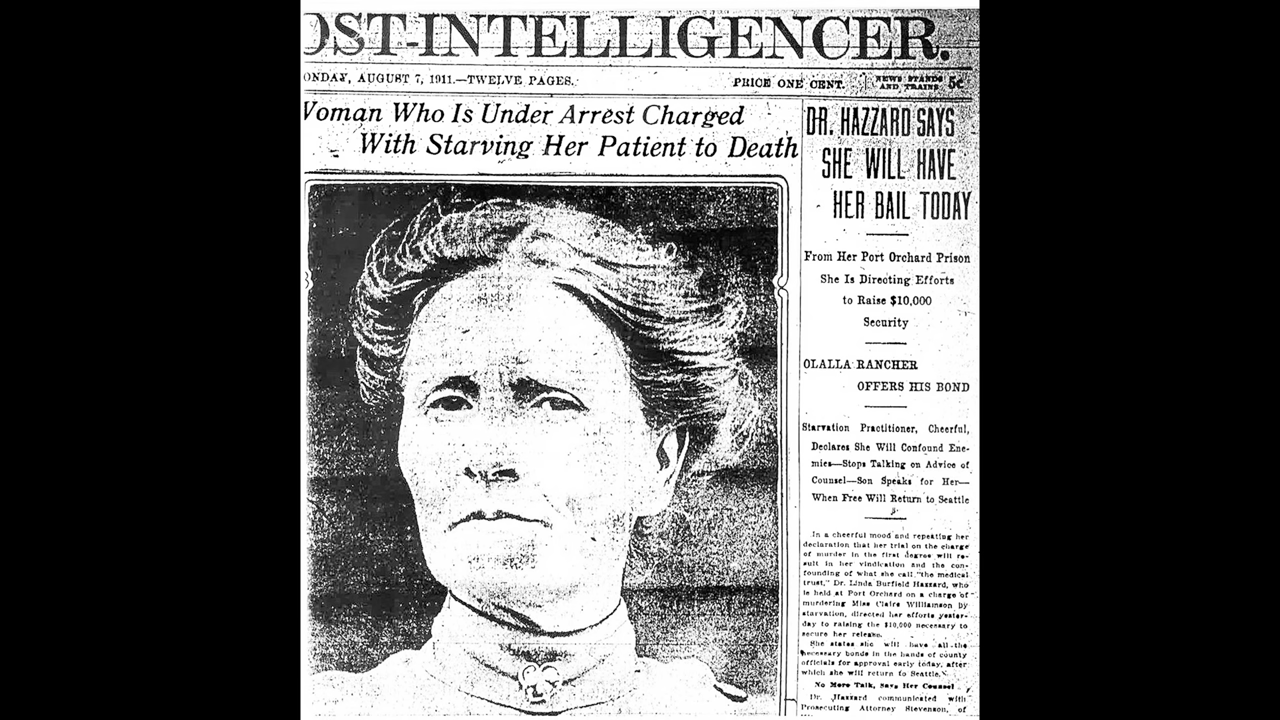 OST-INTELLIGENCER.
ONDAY, AUGUST 7, 1911.—TWELVE PAGES.
PRICE ONE CENT.
NEWS STANDS
AND TRAINS 5c
Woman Who Is Under Arrest Charged
With Starving Her Patient to Death
DR. HAZZARD SAYS
SHE WILL HAVE
HER BAIL TODAY
From Her Port Orchard Prison
She Is Directing Efforts
to Raise $10,000
Security
OLALLA RANCHER
OFFERS HIS BOND
Starvation Practitioner, Cheerful,
Declares She Will Confound Ene-
mies—Stops Talking on Advice of
Counsel—Son Speaks for Her—
When Free Will Return to Seattle
In a cheerful mood and repeating her
declaration that her trial on the charge
of murder in the first degree will re-
sult in her vindication and the con-
founding of what she call "the medical
trust," Dr. Linda Burfield Hazzard, who
is held at Port Orchard on a charge of
murdering Miss Claire Williamson by
starvation, directed her efforts yester-
day to raising the $10,000 necessary to
secure her release.
She states she will have all the
necessary bonds in the hands of county
officials for approval early today, after
which she will return to Seattle.
No More Talk, Says Her Counsel
Dr. Hazzard communicated with
Prosecuting Attorney Stevenson, of